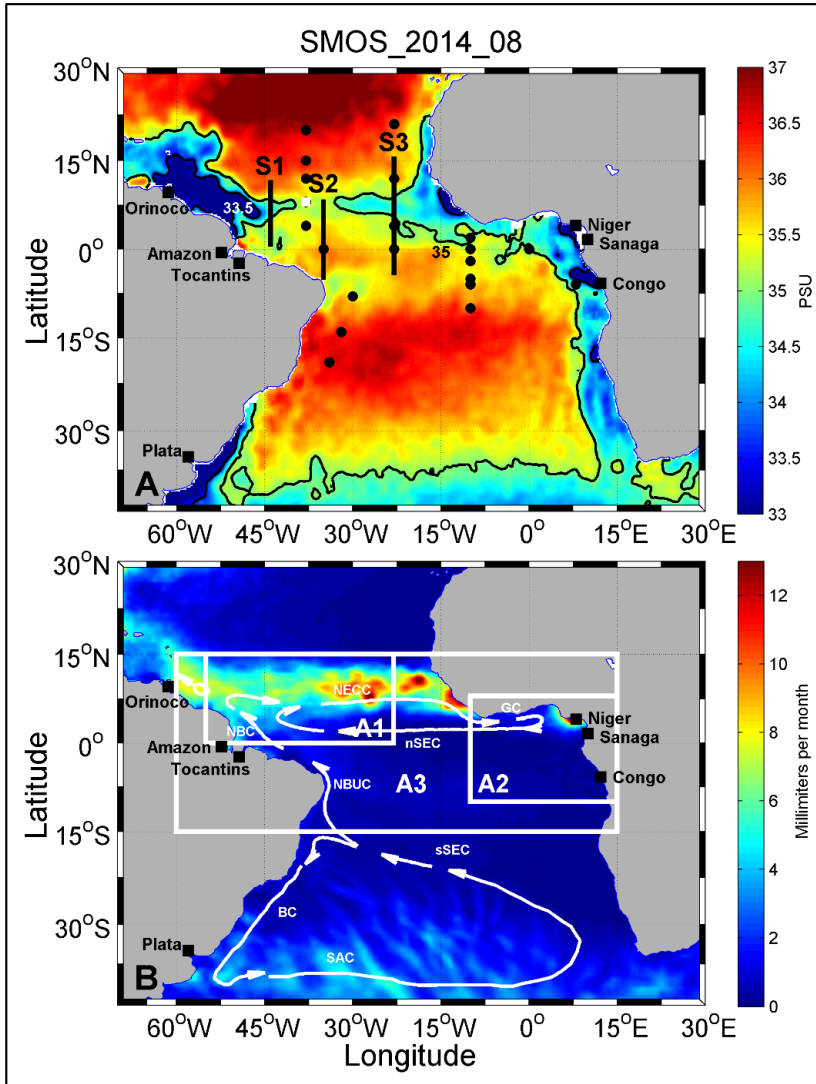 SMOS_2014_08
30°N
15°N
0°
15°S
30°S
Latitude
S1
S2
S3
33.5
35
Orinoco
Amazon
Tocantins
Plata
Niger
Sanaga
Congo
A
60°W
45°W
30°W
15°W
0°
15°E
30°E
37
36.5
36
35.5
35
34.5
34
33.5
33
PSU
30°N
15°N
0°
15°S
30°S
Latitude
Orinoco
Amazon
Tocantins
Plata
Niger
Sanaga
Congo
NECC
GC
A1
NBC
nSEC
NBUC
A3
A2
sSEC
BC
SAC
B
60°W
45°W
30°W
15°W
0°
15°E
30°E
Longitude
12
10
8
6
4
2
0
Millimeters per month